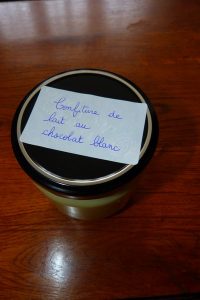 Confiture de
lait au
chocolat blanc